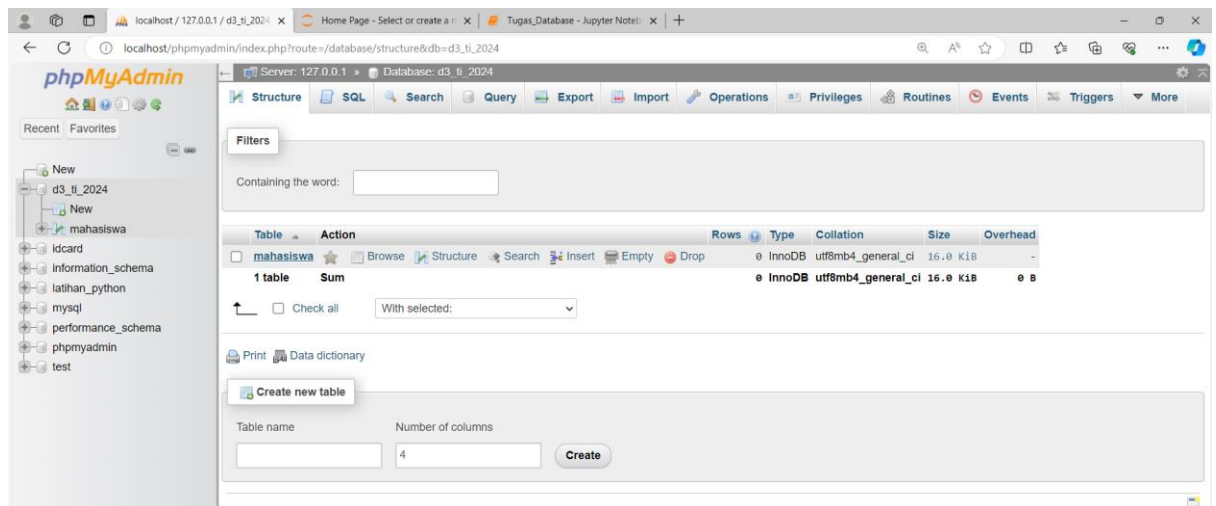 localhost / 127.0.0.1 / d3_ti_2024
Home Page - Select or create a n
Tugas_Database - Jupyter Noteb
localhost/phpmyadmin/index.php?route=/database/structure&db=d3_ti_2024
phpMyAdmin
Recent Favorites
New
d3_ti_2024
New
mahasiswa
idcard
information_schema
latihan_python
mysql
performance_schema
phpmyadmin
test
Server: 127.0.0.1 » Database: d3_ti_2024
Structure SQL Search Query Export Import Operations Privileges Routines Events Triggers More
Filters
Containing the word:
Table Action Rows Type Collation Size Overhead
mahasiswa Browse Structure Search Insert Empty Drop 0 InnoDB utf8mb4_general_ci 16.0 KiB -
1 table Sum 0 InnoDB utf8mb4_general_ci 16.0 KiB 0 B
Check all With selected:
Print Data dictionary
Create new table
Table name Number of columns
4 Create